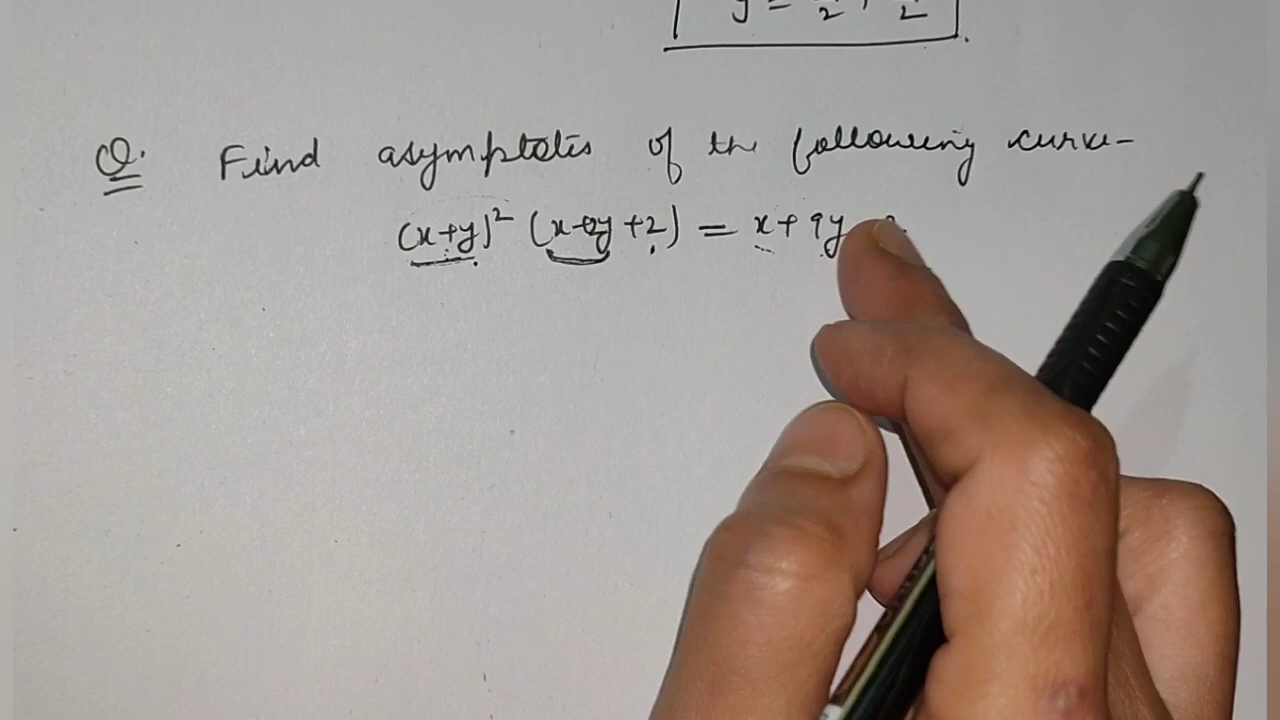 y =
Q. Find asymptotes of the following curve-
(x+y)² (x+2y+2) = x + 9y